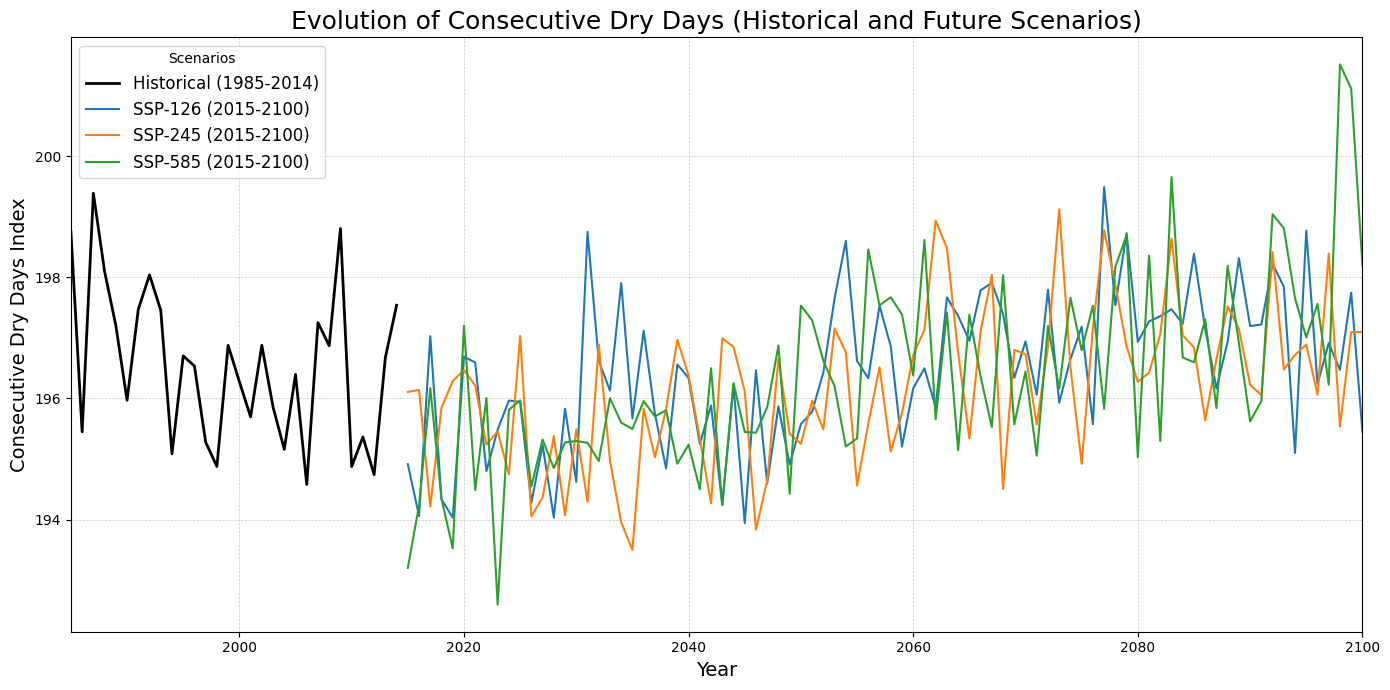 Evolution of Consecutive Dry Days (Historical and Future Scenarios)
Scenarios
Historical (1985-2014)
SSP-126 (2015-2100)
SSP-245 (2015-2100)
SSP-585 (2015-2100)
Consecutive Dry Days Index
200
198
196
194
2000
2020
2040
2060
2080
2100
Year